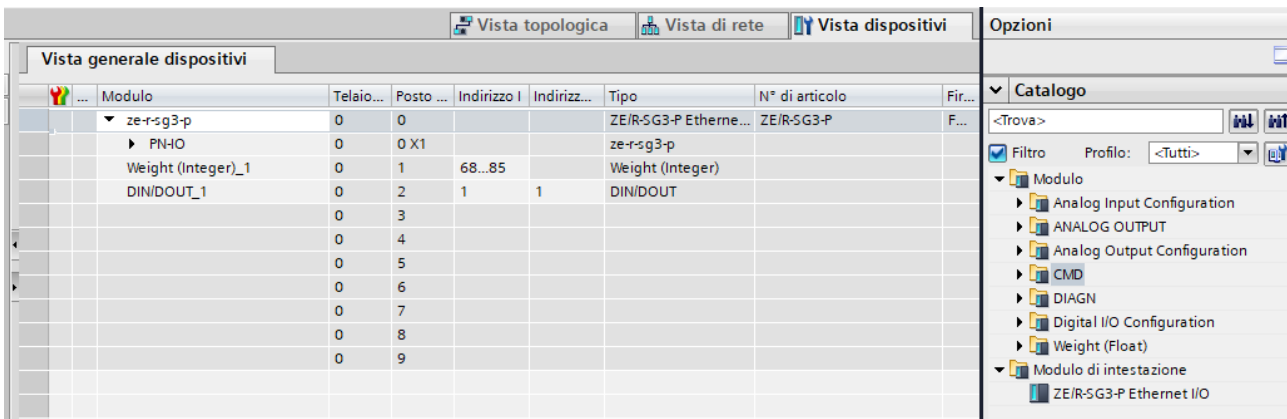 Vista topologica Vista di rete Vista dispositivi Opzioni
Vista generale dispositivi
... Modulo Telaio... Posto ... Indirizzo I Indirizz... Tipo N° di articolo Fir... Catalogo
ze-r-sg3-p 0 0 ZE/R-SG3-P Etherne... ZE/R-SG3-P F... <Trova>
PN-IO 0 0 X1 ze-r-sg3-p Filtro Profilo: <Tutti>
Weight (Integer)_1 0 1 68...85 Weight (Integer) Modulo
DIN/DOUT_1 0 2 1 1 DIN/DOUT Analog Input Configuration
0 3 ANALOG OUTPUT
0 4 Analog Output Configuration
0 5 CMD
0 6 DIAGN
0 7 Digital I/O Configuration
0 8 Weight (Float)
0 9 Modulo di intestazione
ZE/R-SG3-P Ethernet I/O